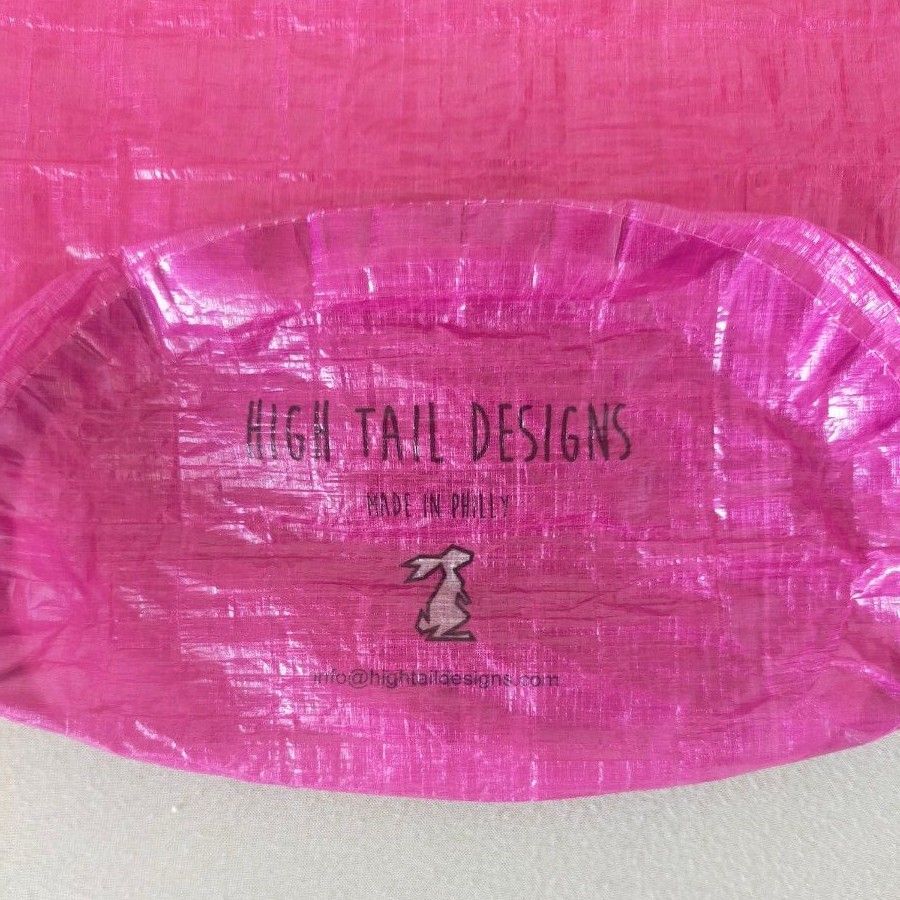 HIGH TAIL DESIGNS
MADE IN PHILLY
info@hightaildesigns.com